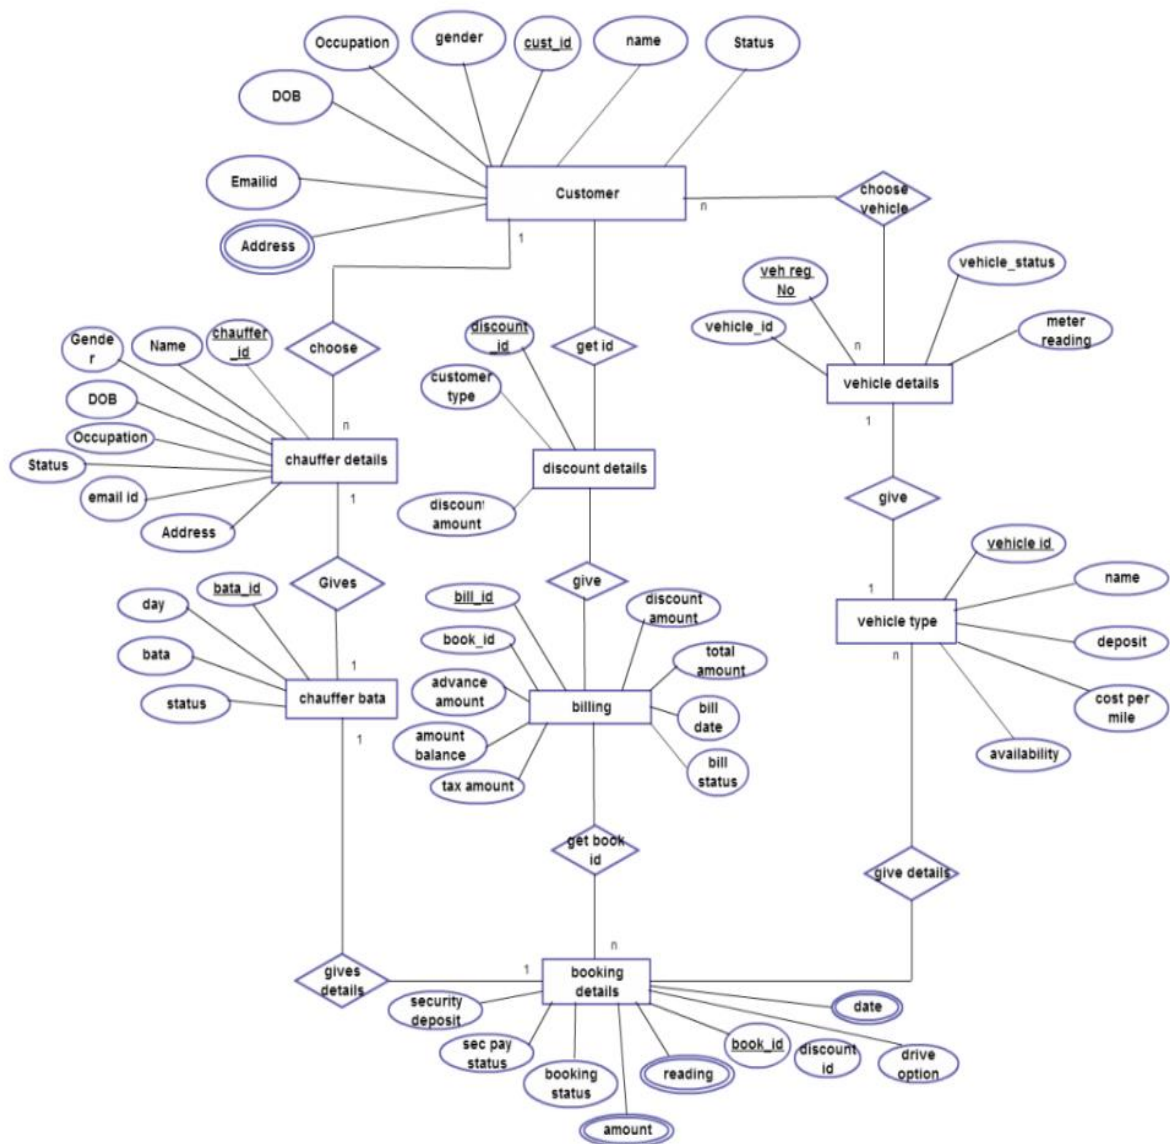 Occupation
gender
cust_id
name
Status
DOB
Emailid
Address
Customer
n
choose
vehicle
1
veh reg
No
vehicle_status
vehicle_id
meter
reading
n
vehicle details
1
Gende
r
Name
chauffer
_id
choose
DOB
Occupation
Status
email id
Address
n
chauffer details
1
discount
_id
get id
customer
type
discount details
discount
amount
give
vehicle id
name
deposit
cost per
mile
availability
1
vehicle type
n
Gives
bata_id
day
bata
status
1
chauffer bata
1
give
bill_id
discount
amount
book_id
total
amount
advance
amount
billing
bill
date
amount
balance
bill
status
tax amount
get book
id
give details
gives
details
1
n
booking
details
security
deposit
date
sec pay
status
booking
status
amount
reading
book_id
discount
id
drive
option